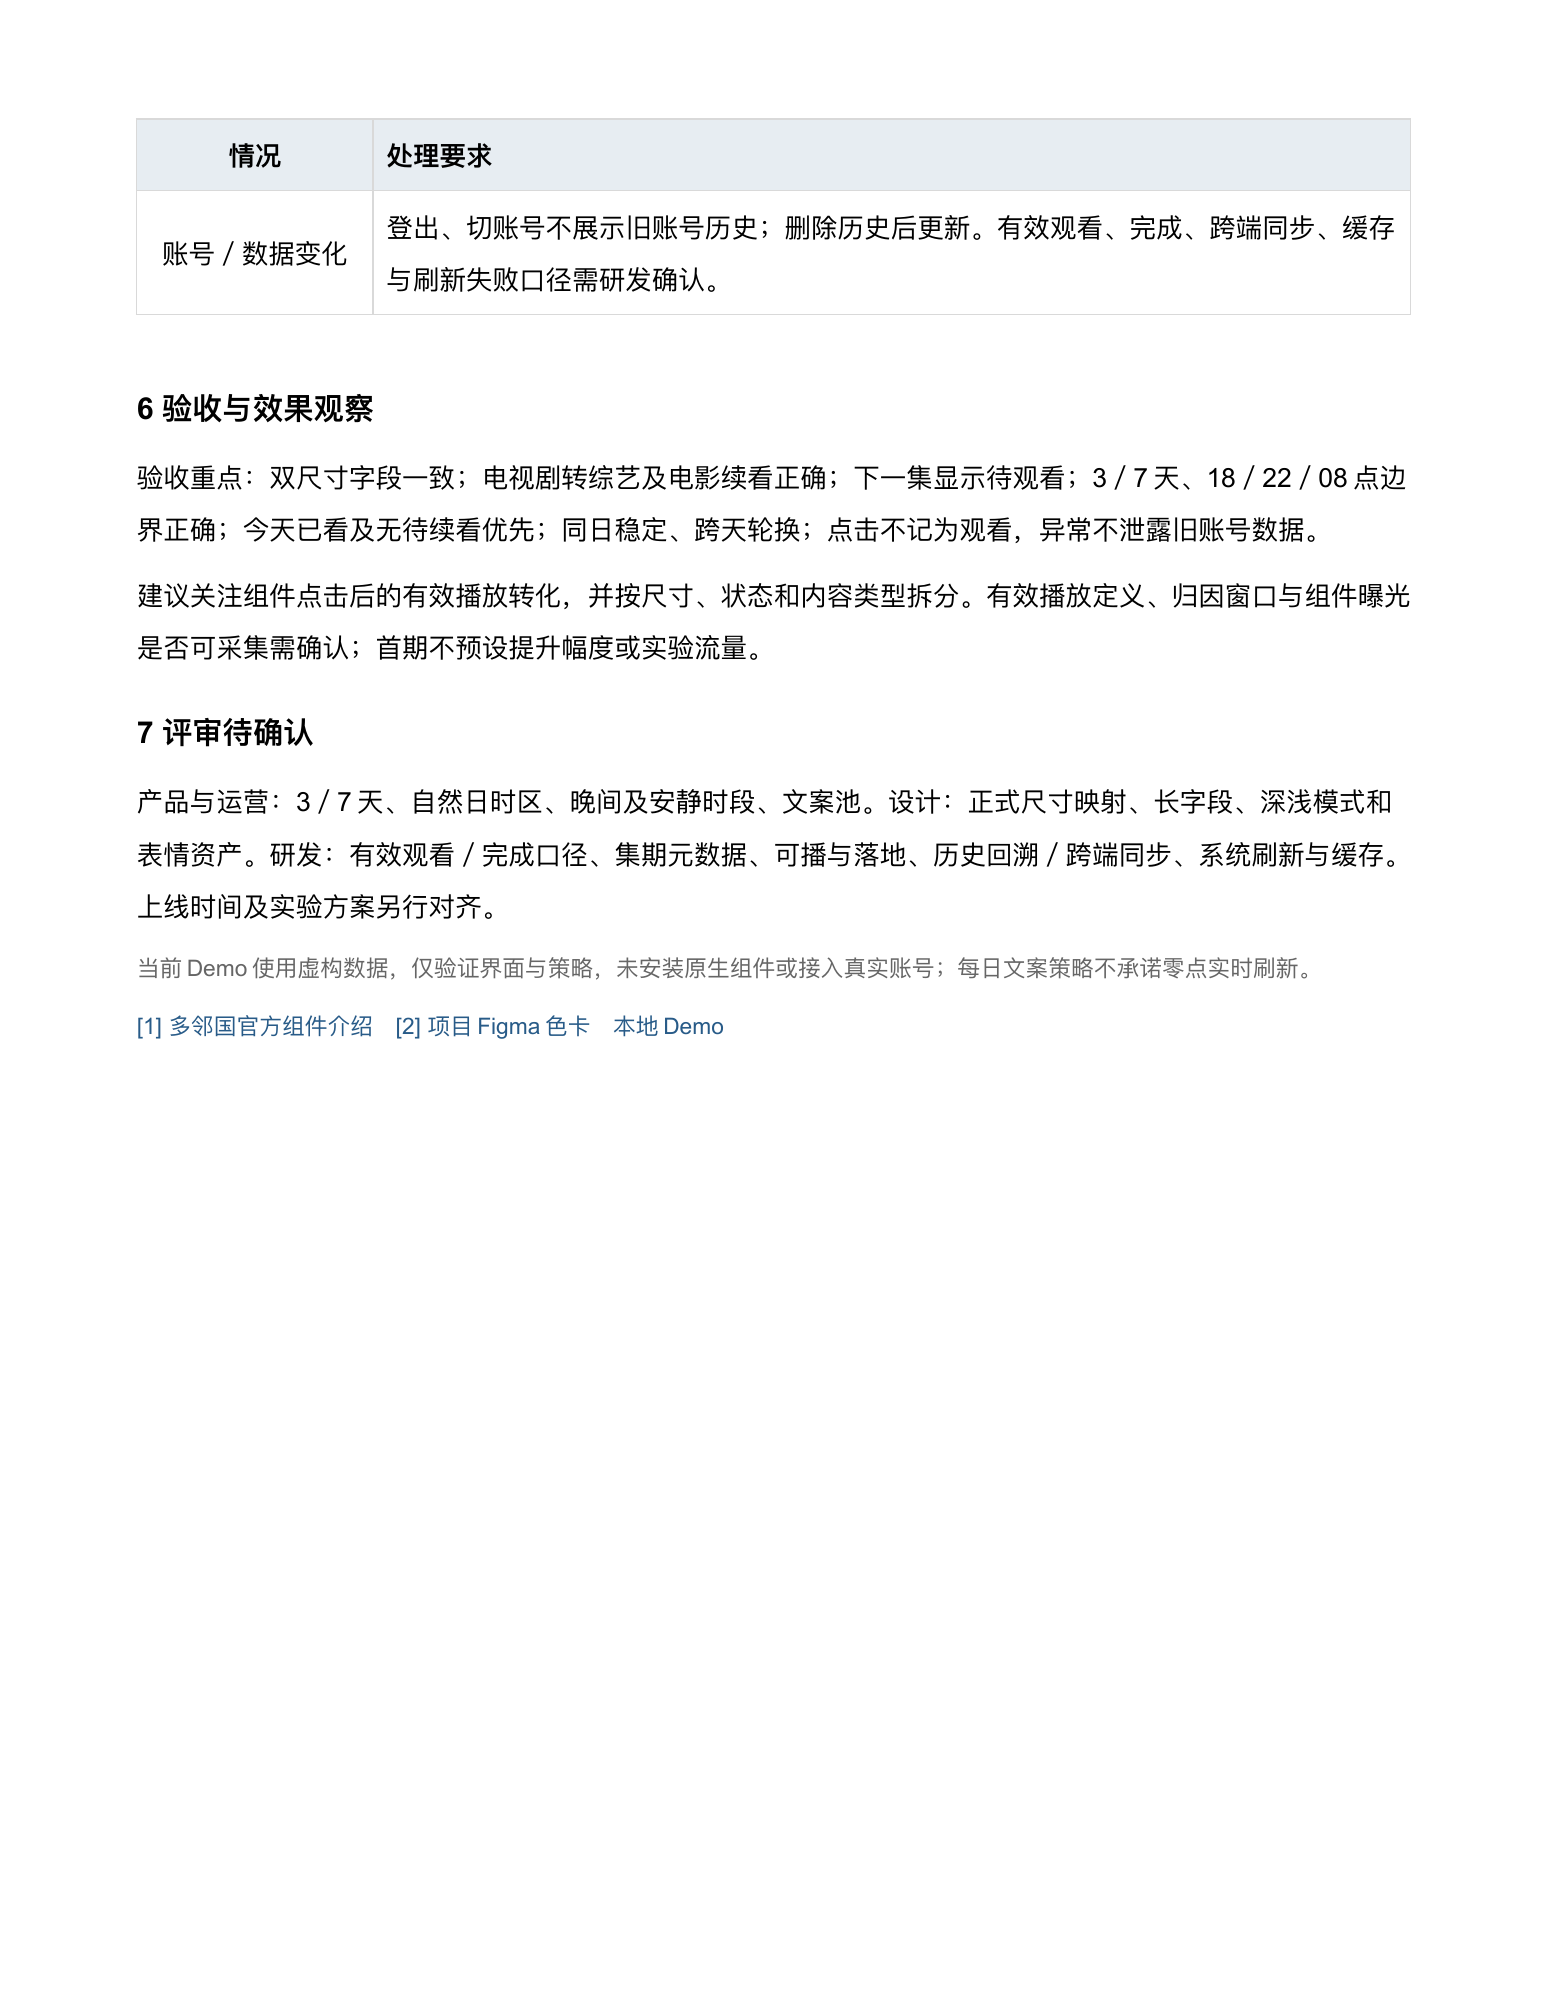 情况
处理要求
账号 / 数据变化
登出、切账号不展示旧账号历史；删除历史后更新。有效观看、完成、跨端同步、缓存
与刷新失败口径需研发确认。
6 验收与效果观察
验收重点：双尺寸字段一致；电视剧转综艺及电影续看正确；下一集显示待观看；3 / 7 天、18 / 22 / 08 点边
界正确；今天已看及无待续看优先；同日稳定、跨天轮换；点击不记为观看，异常不泄露旧账号数据。
建议关注组件点击后的有效播放转化，并按尺寸、状态和内容类型拆分。有效播放定义、归因窗口与组件曝光
是否可采集需确认；首期不预设提升幅度或实验流量。
7 评审待确认
产品与运营：3 / 7 天、自然日时区、晚间及安静时段、文案池。设计：正式尺寸映射、长字段、深浅模式和
表情资产。研发：有效观看 / 完成口径、集期元数据、可播与落地、历史回溯 / 跨端同步、系统刷新与缓存。
上线时间及实验方案另行对齐。
当前 Demo 使用虚构数据，仅验证界面与策略，未安装原生组件或接入真实账号；每日文案策略不承诺零点实时刷新。
[1] 多邻国官方组件介绍 [2] 项目 Figma 色卡 本地 Demo